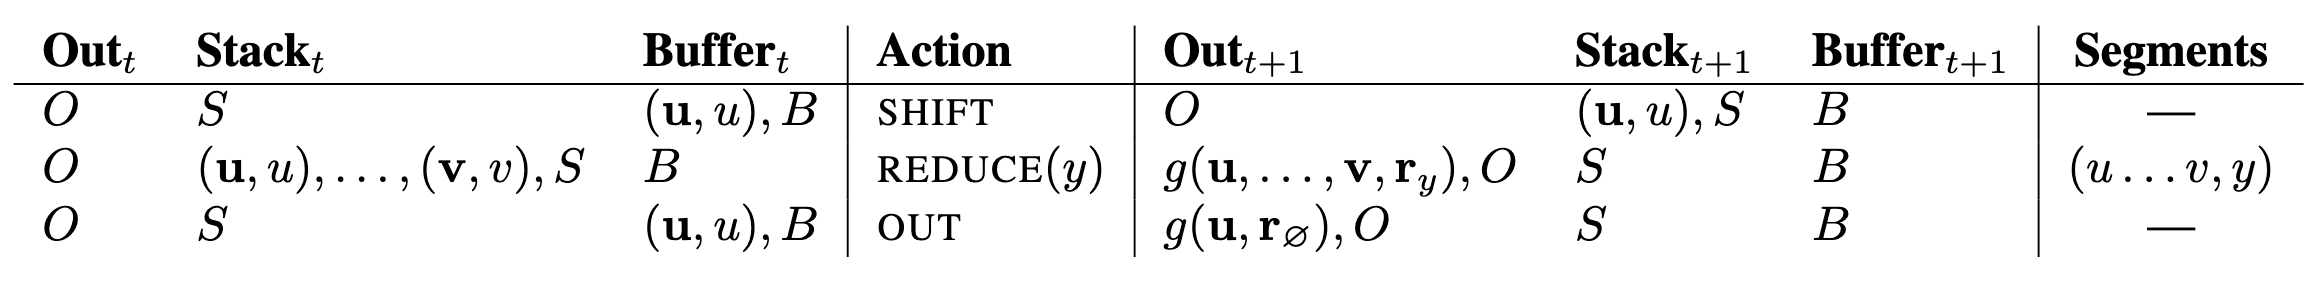 Out_t Stack_t Buffer_t Action Out_{t+1} Stack_{t+1} Buffer_{t+1} Segments
O S (u, u), B SHIFT O (u, u), S B —
O (u, u), . . . , (v, v), S B REDUCE(y) g(u, . . . , v, r_y), O S B (u . . . v, y)
O S (u, u), B OUT g(u, r_∅), O S B —